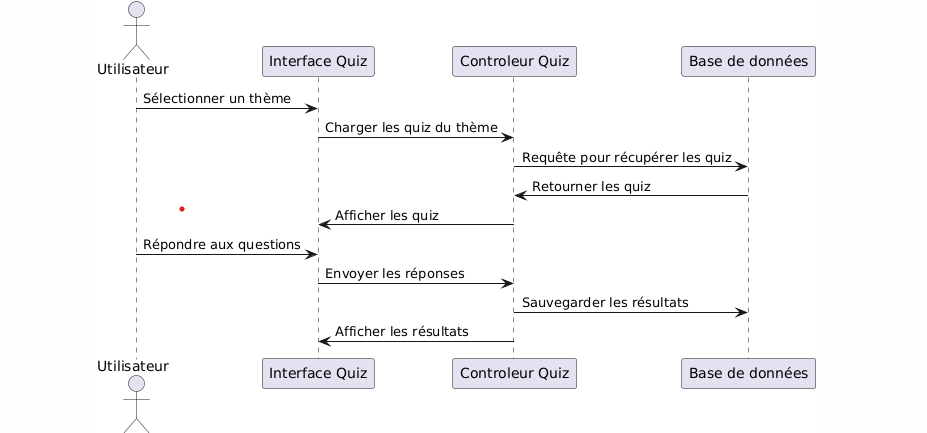 Utilisateur
Interface Quiz
Controleur Quiz
Base de données
Sélectionner un thème
Charger les quiz du thème
Requête pour récupérer les quiz
Retourner les quiz
Afficher les quiz
Répondre aux questions
Envoyer les réponses
Sauvegarder les résultats
Afficher les résultats
Utilisateur
Interface Quiz
Controleur Quiz
Base de données